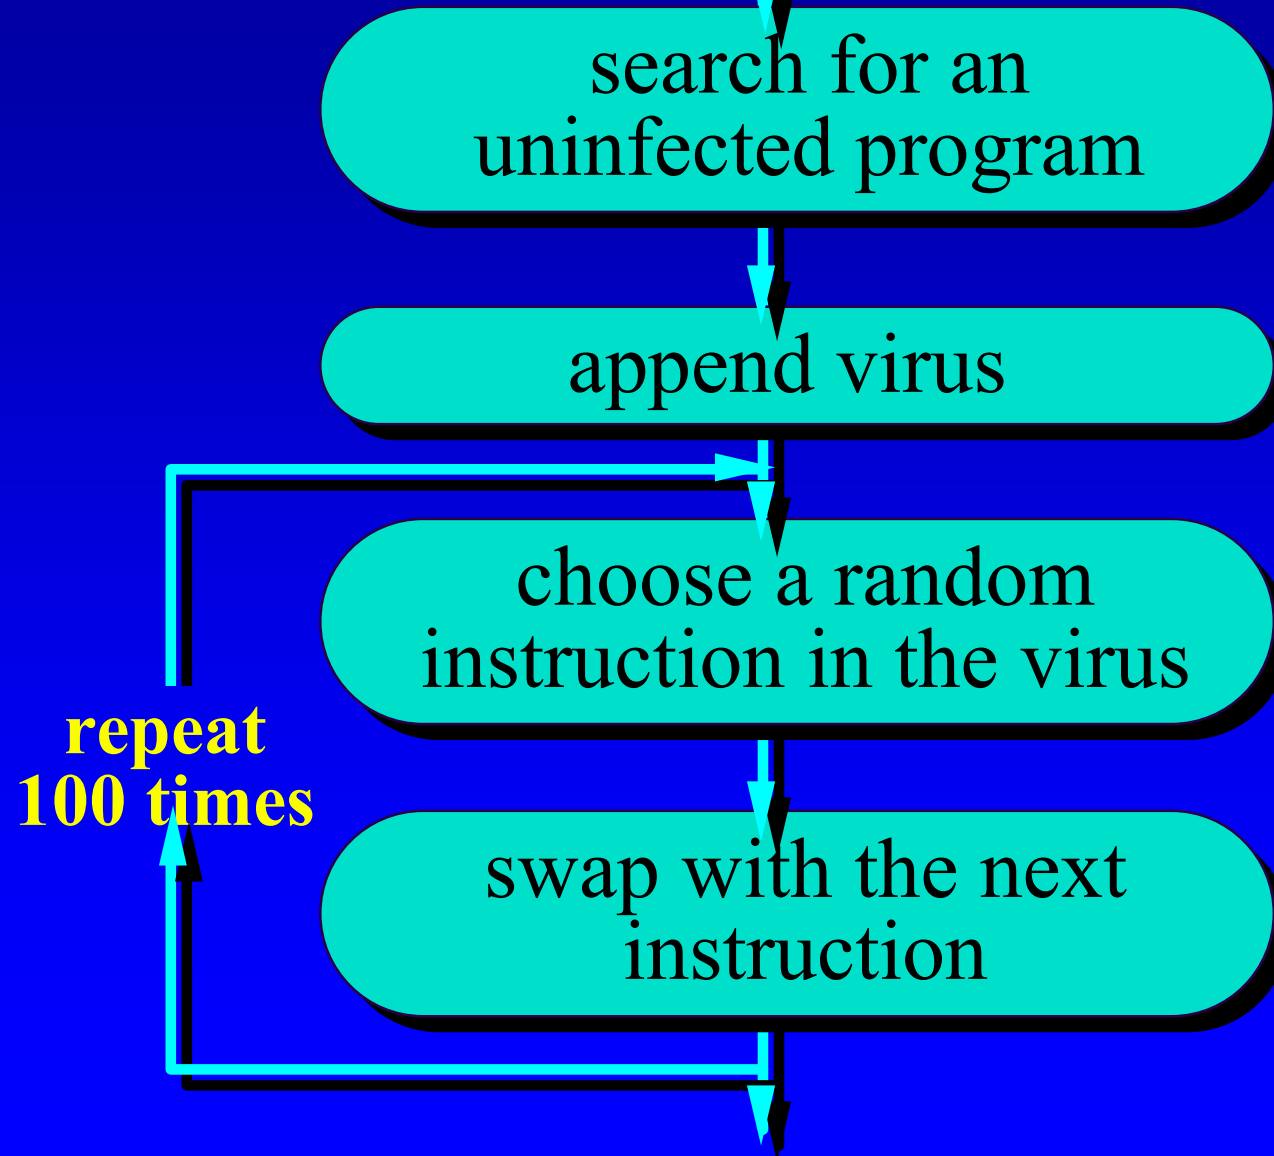 search for an
uninfected program
append virus
choose a random
instruction in the virus
repeat
100 times
swap with the next
instruction